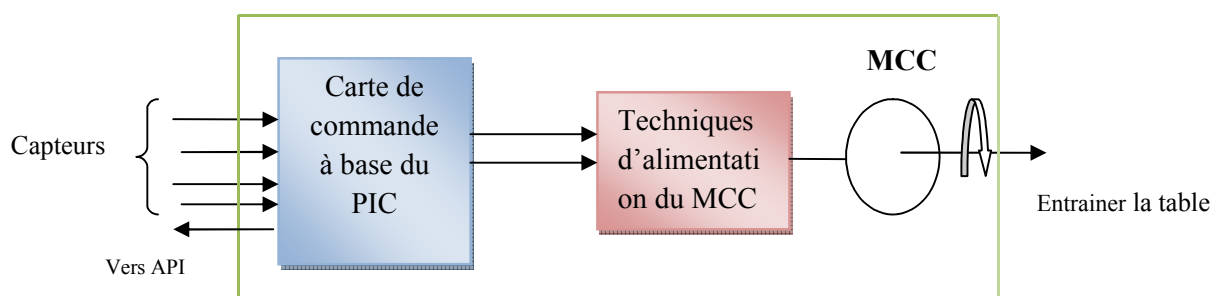 Capteurs
Vers API
Carte de
commande
à base du
PIC
Techniques
d'alimentati
on du MCC
MCC
Entrainer la table